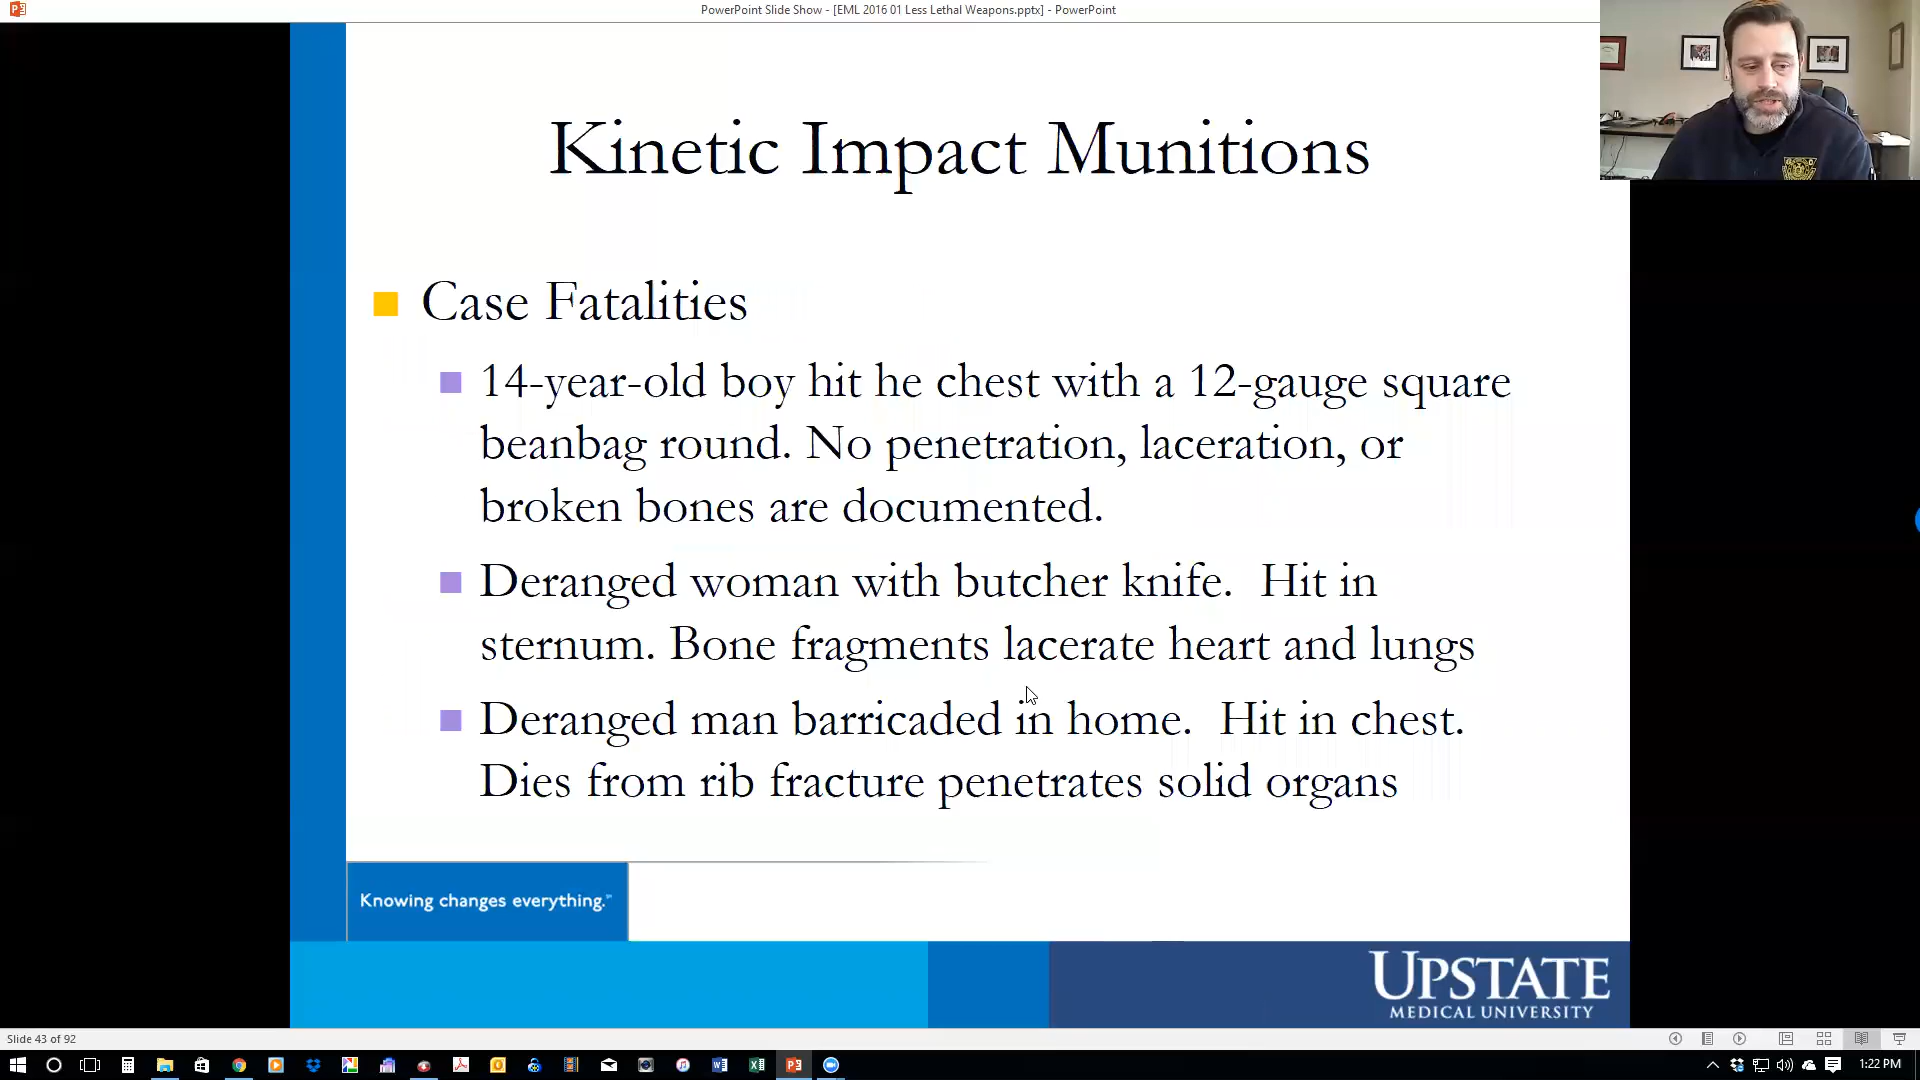 PowerPoint Slide Show - [EML 2016 01 Less Lethal Weapons.pptx] - PowerPoint
Kinetic Impact Munitions
Case Fatalities
14-year-old boy hit he chest with a 12-gauge square
beanbag round. No penetration, laceration, or
broken bones are documented.
Deranged woman with butcher knife.  Hit in
sternum. Bone fragments lacerate heart and lungs
Deranged man barricaded in home.  Hit in chest.
Dies from rib fracture penetrates solid organs
Knowing changes everything.
UPSTATE
MEDICAL UNIVERSITY
Slide 43 of 92
1:22 PM